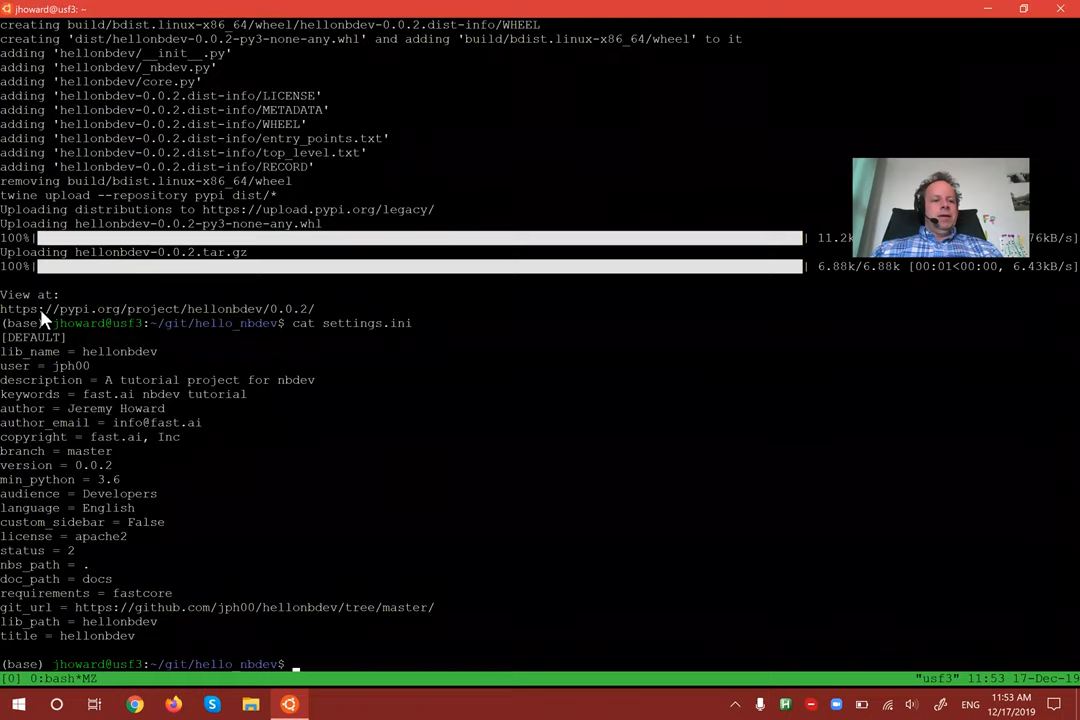 jhoward@usf3: ~
creating build/bdist.linux-x86_64/wheel/hellonbdev-0.0.2.dist-info/WHEEL
creating 'dist/hellonbdev-0.0.2-py3-none-any.whl' and adding 'build/bdist.linux-x86_64/wheel' to it
adding 'hellonbdev/__init__.py'
adding 'hellonbdev/_nbdev.py'
adding 'hellonbdev/core.py'
adding 'hellonbdev-0.0.2.dist-info/LICENSE'
adding 'hellonbdev-0.0.2.dist-info/METADATA'
adding 'hellonbdev-0.0.2.dist-info/WHEEL'
adding 'hellonbdev-0.0.2.dist-info/entry_points.txt'
adding 'hellonbdev-0.0.2.dist-info/top_level.txt'
adding 'hellonbdev-0.0.2.dist-info/RECORD'
removing build/bdist.linux-x86_64/wheel
twine upload --repository pypi dist/*
Uploading distributions to https://upload.pypi.org/legacy/
Uploading hellonbdev-0.0.2-py3-none-any.whl
100%| | 11.2k 76kB/s]
Uploading hellonbdev-0.0.2.tar.gz
100%| | 6.88k/6.88k [00:01<00:00, 6.43kB/s]
View at:
https://pypi.org/project/hellonbdev/0.0.2/
(base) jhoward@usf3:~/git/hello_nbdev$ cat settings.ini
[DEFAULT]
lib_name = hellonbdev
user = jph00
description = A tutorial project for nbdev
keywords = fast.ai nbdev tutorial
author = Jeremy Howard
author_email = info@fast.ai
copyright = fast.ai, Inc
branch = master
version = 0.0.2
min_python = 3.6
audience = Developers
language = English
custom_sidebar = False
license = apache2
status = 2
nbs_path = .
doc_path = docs
requirements = fastcore
git_url = https://github.com/jph00/hellonbdev/tree/master/
lib_path = hellonbdev
title = hellonbdev
(base) jhoward@usf3:~/git/hello_nbdev$
[0] 0:bash*MZ "usf3" 11:53 17-Dec-19
ENG
11:53 AM
12/17/2019